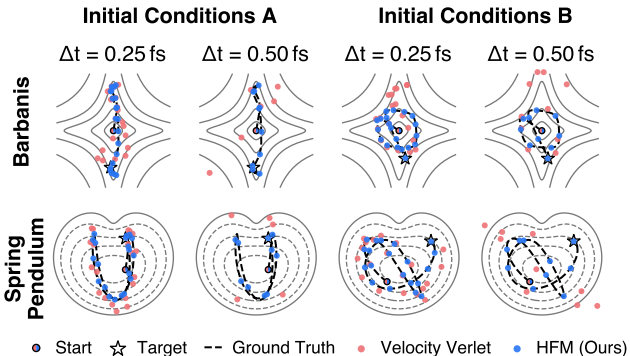 Initial Conditions A
Initial Conditions B
Δt = 0.25 fs
Δt = 0.50 fs
Δt = 0.25 fs
Δt = 0.50 fs
Barbanis
Spring
Pendulum
Start
Target
Ground Truth
Velocity Verlet
HFM (Ours)